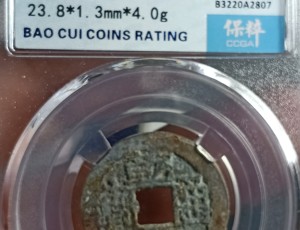 B3220A2807
23.8*1.3mm*4.0g
保粹
CCGA
BAO CUI COINS RATING